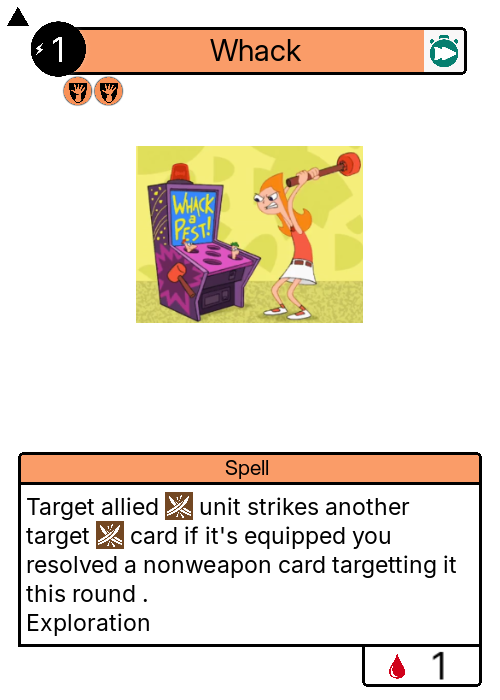 1
Whack
WHACK
a
PEST!
Spell
Target allied unit strikes another
target card if it's equipped you
resolved a nonweapon card targetting it
this round .
Exploration
1